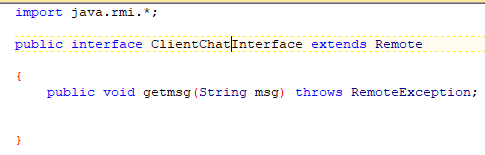 import java.rmi.*;
public interface ClientChatInterface extends Remote
{
public void getmsg(String msg) throws RemoteException;
}